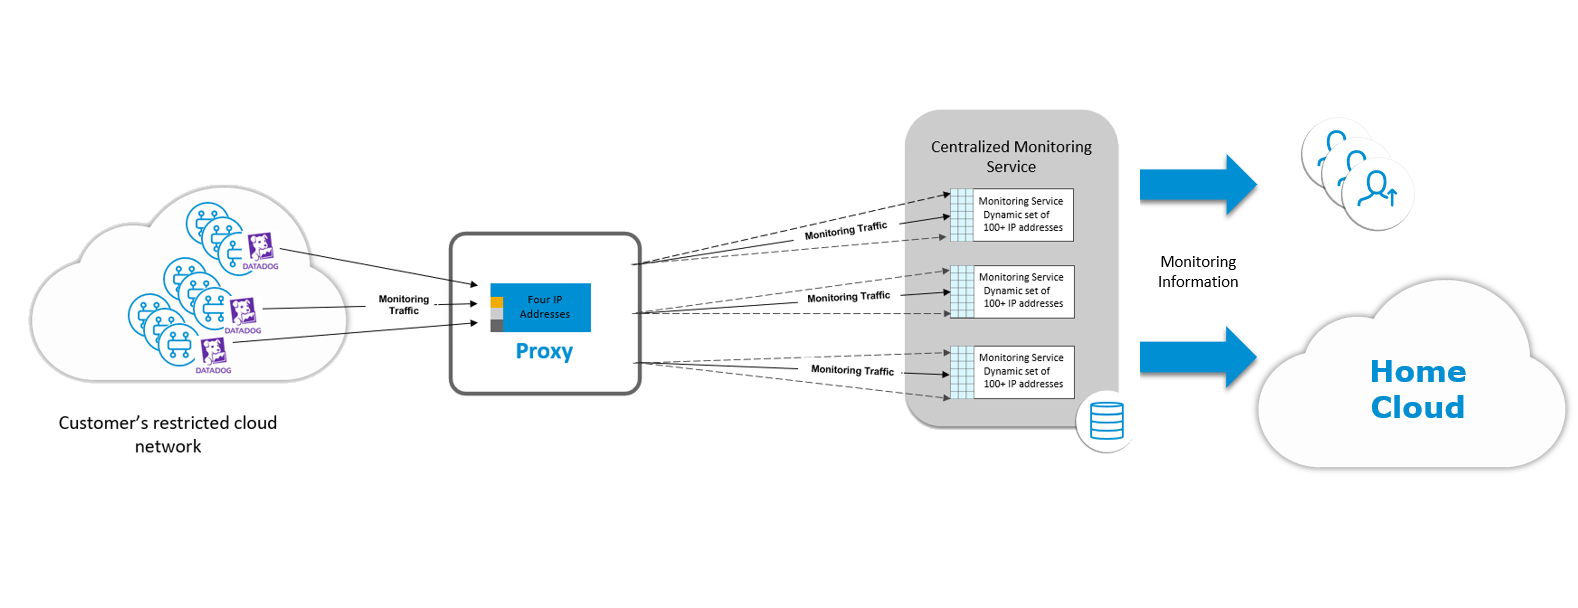 DATADOG
DATADOG
DATADOG
Customer’s restricted cloud
network
Monitoring
Traffic
Four IP
Addresses
Proxy
Monitoring Traffic
Monitoring Traffic
Monitoring Traffic
Centralized Monitoring
Service
Monitoring Service
Dynamic set of
100+ IP addresses
Monitoring Service
Dynamic set of
100+ IP addresses
Monitoring Service
Dynamic set of
100+ IP addresses
Monitoring
Information
Home
Cloud